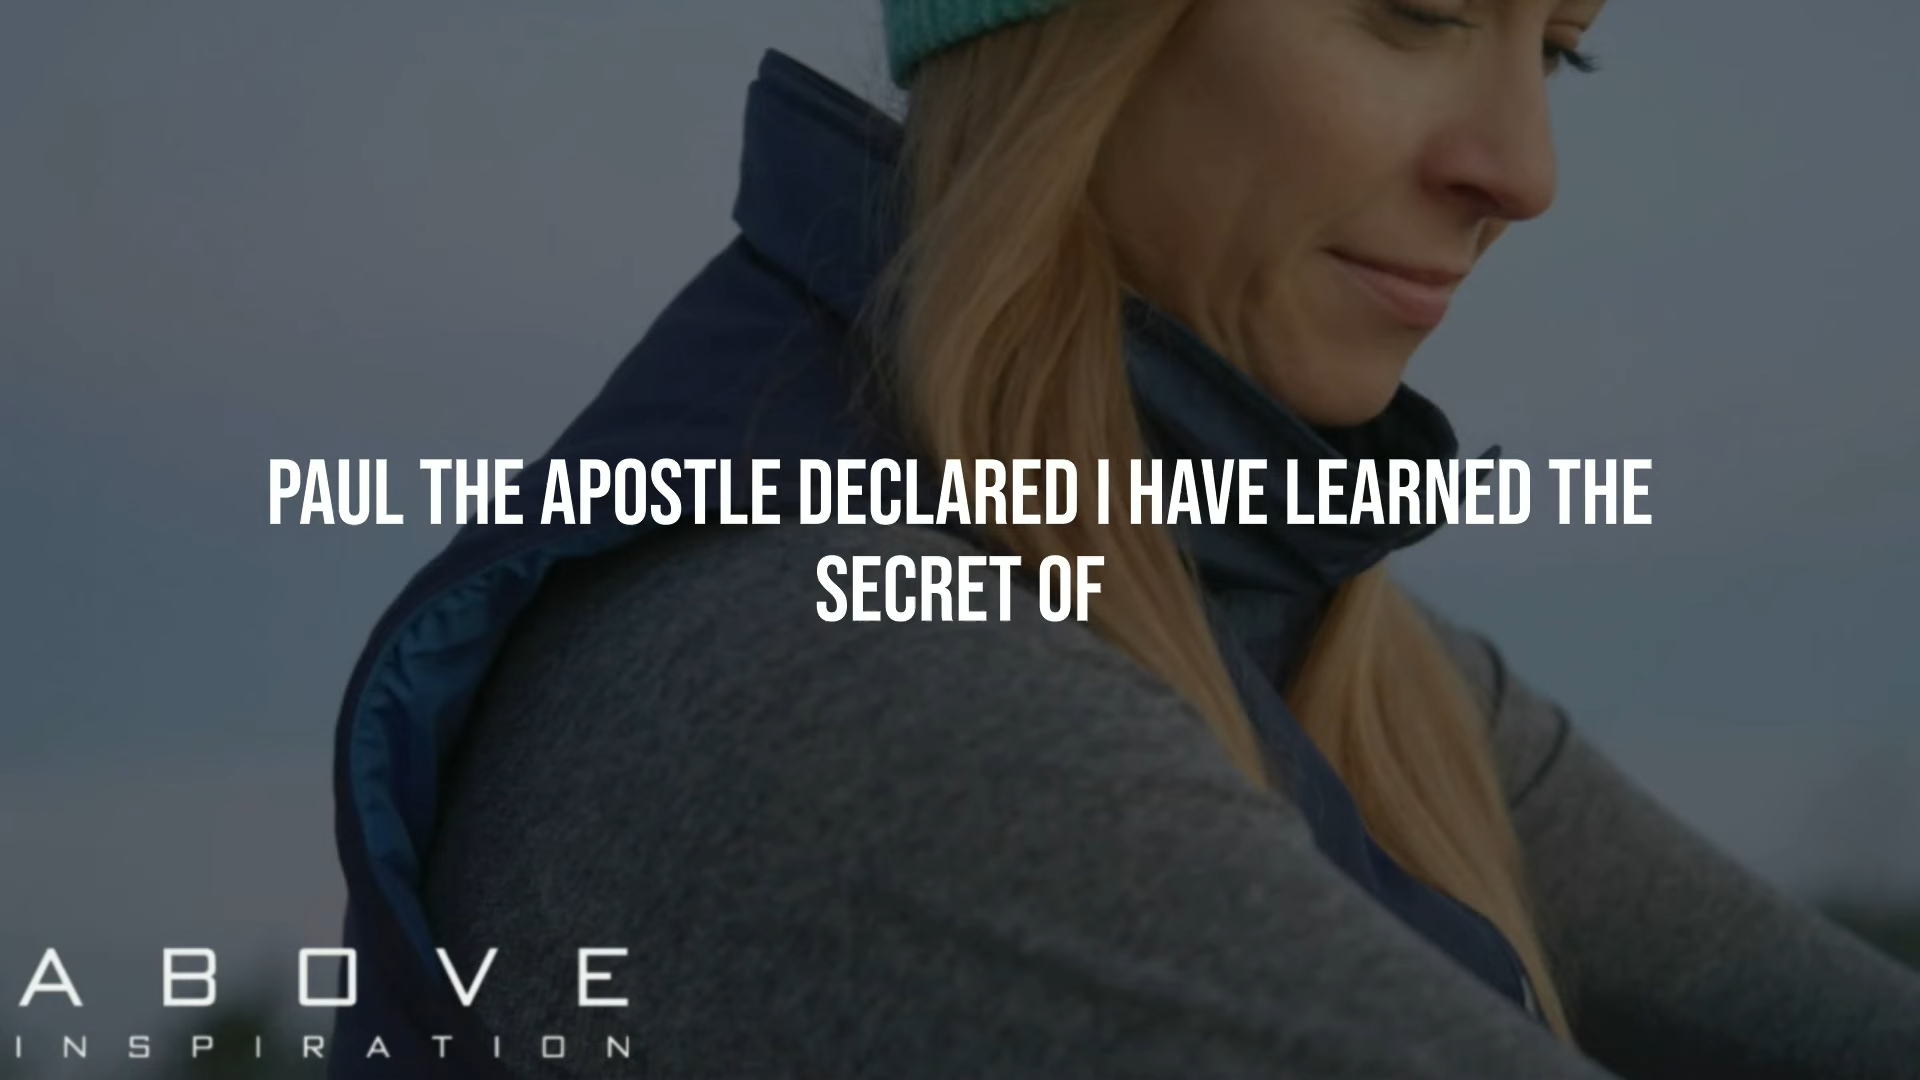 PAUL THE APOSTLE DECLARED I HAVE LEARNED THE
SECRET OF
ABOVE
INSPIRATION